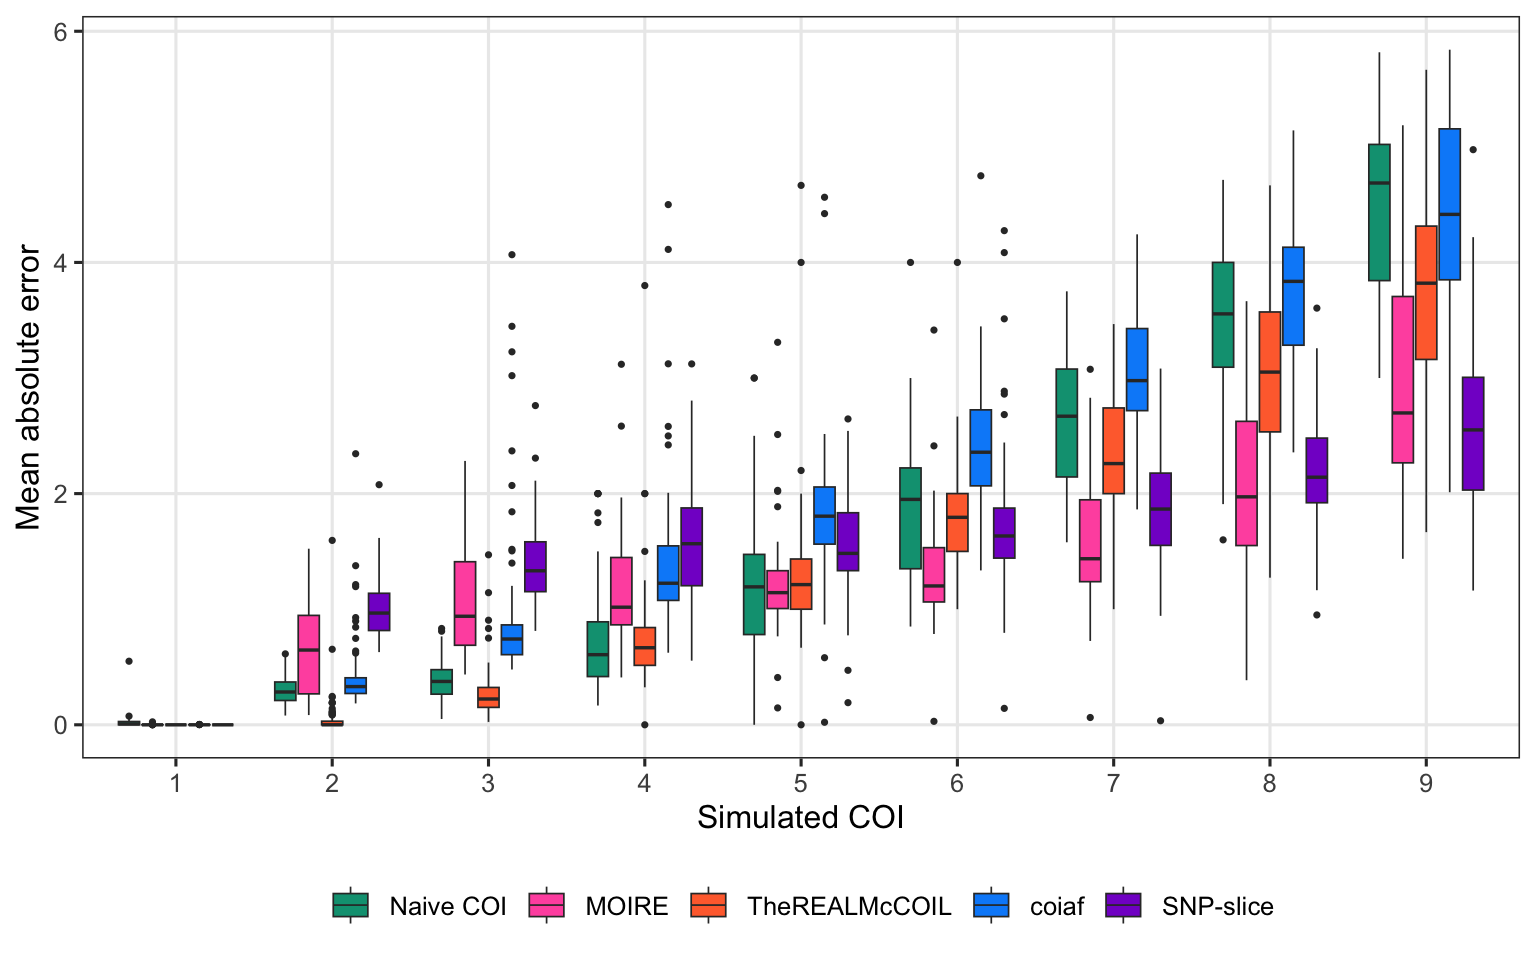 6
4
2
0
Mean absolute error
1 2 3 4 5 6 7 8 9
Simulated COI
Naive COI MOIRE TheREALMcCOIL coiaf SNP-slice